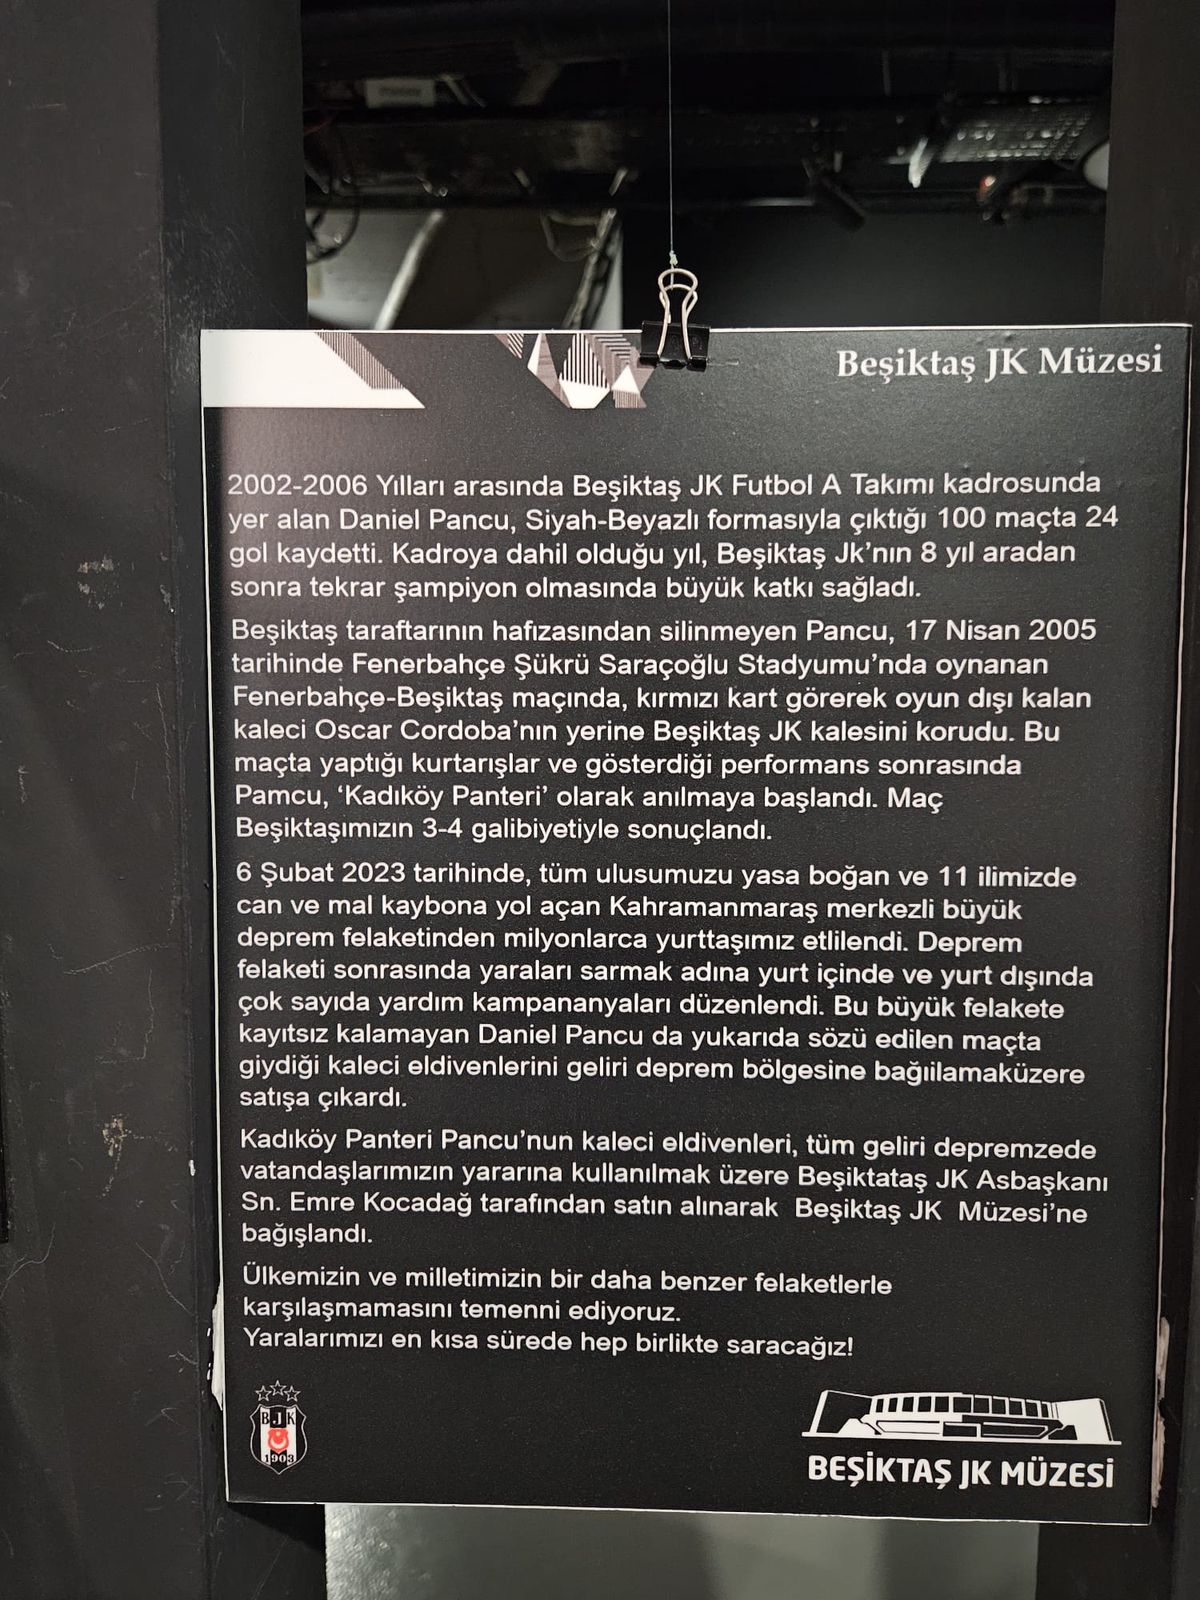 Beşiktaş JK Müzesi
2002-2006 Yılları arasında Beşiktaş JK Futbol A Takımı kadrosunda
yer alan Daniel Pancu, Siyah-Beyazlı formasıyla çıktığı 100 maçta 24
gol kaydetti. Kadroya dahil olduğu yıl, Beşiktaş Jk’nın 8 yıl aradan
sonra tekrar şampiyon olmasında büyük katkı sağladı.
Beşiktaş taraftarının hafızasından silinmeyen Pancu, 17 Nisan 2005
tarihinde Fenerbahçe Şükrü Saraçoğlu Stadyumu’nda oynanan
Fenerbahçe-Beşiktaş maçında, kırmızı kart görerek oyun dışı kalan
kaleci Oscar Cordoba’nın yerine Beşiktaş JK kalesini korudu. Bu
maçta yaptığı kurtarışlar ve gösterdiği performans sonrasında
Pamcu, ‘Kadıköy Panteri’ olarak anılmaya başlandı. Maç
Beşiktaşımızın 3-4 galibiyetiyle sonuçlandı.
6 Şubat 2023 tarihinde, tüm ulusumuzu yasa boğan ve 11 ilimizde
can ve mal kaybona yol açan Kahramanmaraş merkezli büyük
deprem felaketinden milyonlarca yurttaşımız etlilendi. Deprem
felaketi sonrasında yaraları sarmak adına yurt içinde ve yurt dışında
çok sayıda yardım kampananyaları düzenlendi. Bu büyük felakete
kayıtsız kalamayan Daniel Pancu da yukarıda sözü edilen maçta
giydiği kaleci eldivenlerini geliri deprem bölgesine bağıilamaküzere
satışa çıkardı.
Kadıköy Panteri Pancu’nun kaleci eldivenleri, tüm geliri depremzede
vatandaşlarımızın yararına kullanılmak üzere Beşiktataş JK Asbaşkanı
Sn. Emre Kocadağ tarafından satın alınarak Beşiktaş JK Müzesi’ne
bağışlandı.
Ülkemizin ve milletimizin bir daha benzer felaketlerle
karşılaşmamasını temenni ediyoruz.
Yaralarımızı en kısa sürede hep birlikte saracağız!
BJK
1903
BEŞİKTAŞ JK MÜZESİ